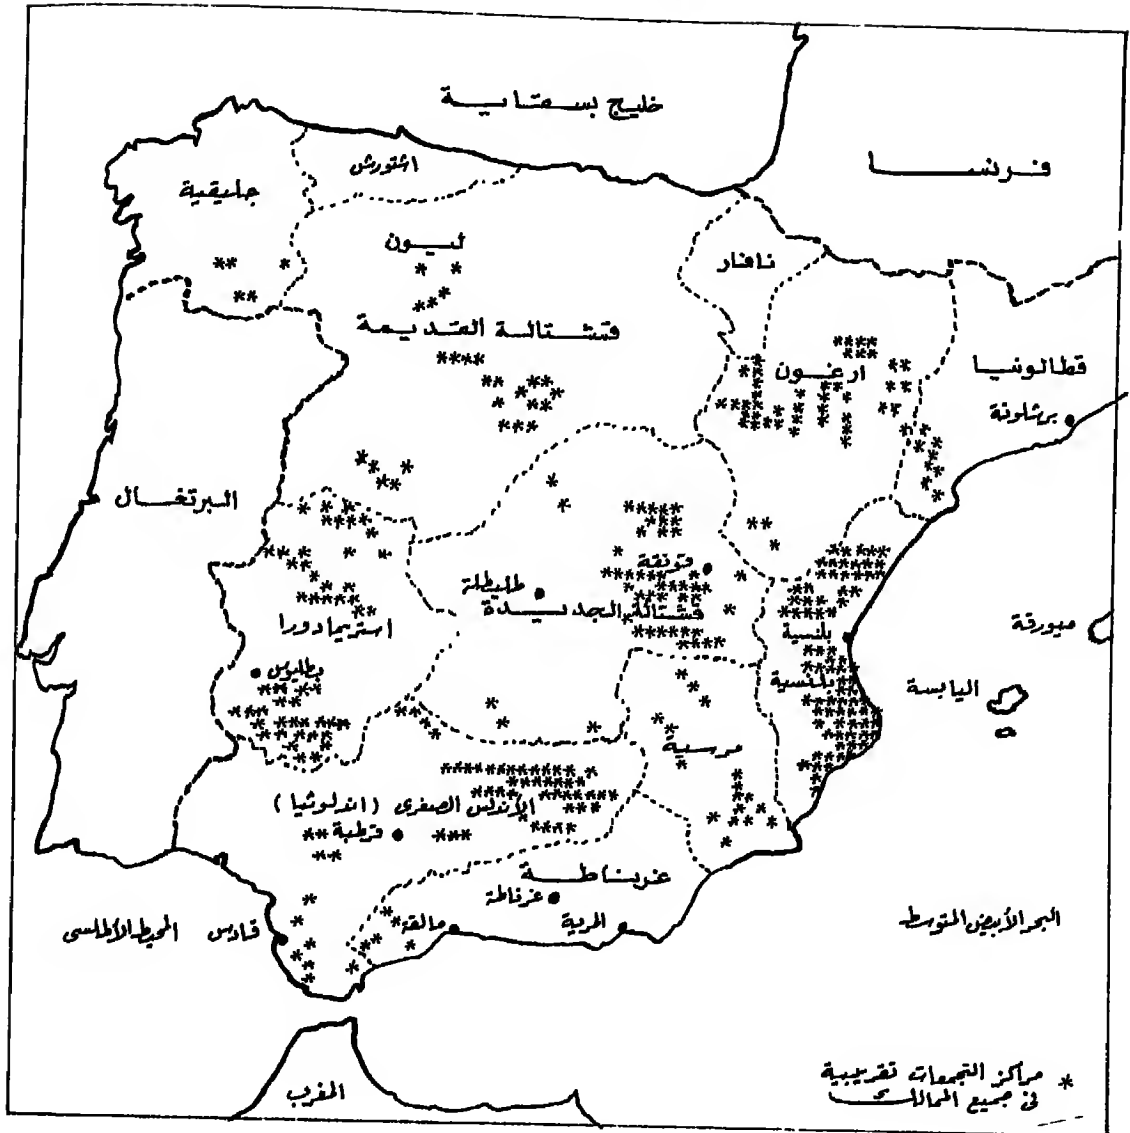 خليج بسقاية
فرنسا
اشتورش
جليقية
ليون
نافار
قشتالة القديمة
ارغون
قطالونيا
برشلونة
البرتغال
قونقة
طليطلة
قشتالة الجديدة
استريمادورا
بلنسية
ميورقة
بطليوس
بلنسية
اليابسة
مرسية
الأندلس الصغرى (اندلوثيا)
قرطبة
غرناطة
غرناطة
مالقة
المرية
البحر الأبيض المتوسط
قادس
المحيط الأطلسي
المغرب
* مراكز التجمعات تقريبية
في جميع الممالك